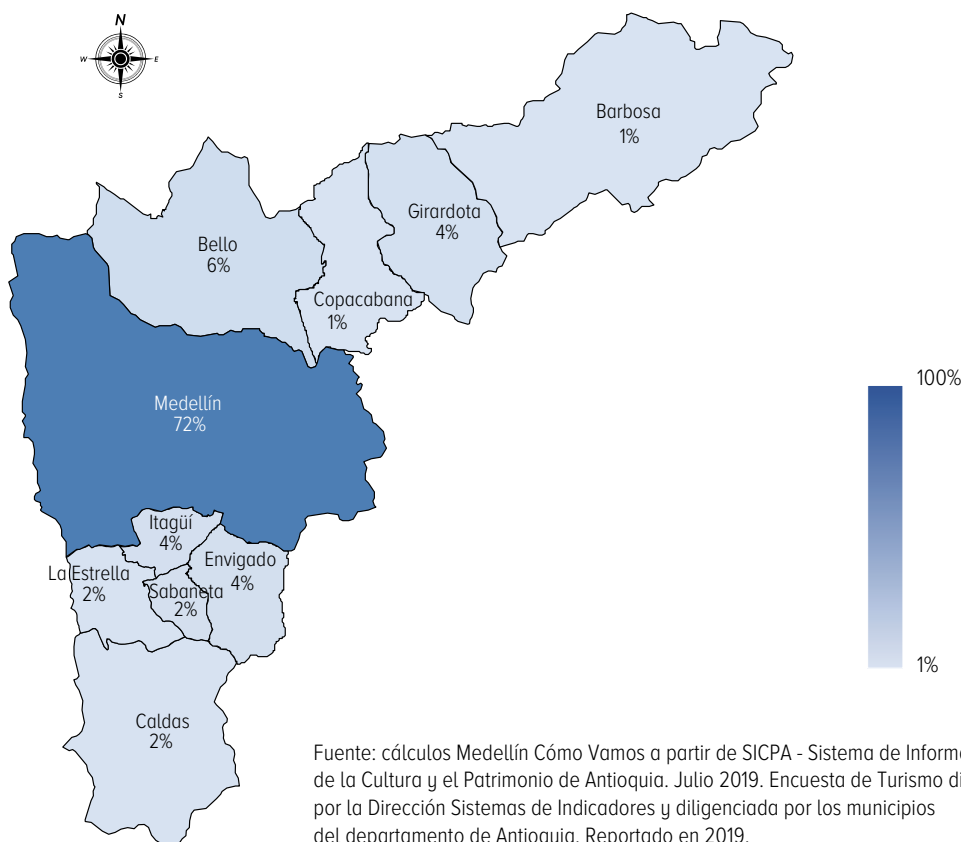 N
W
E
S
Barbosa
1%
Girardota
4%
Bello
6%
Copacabana
1%
Medellín
72%
100%
Itagüí
4%
Envigado
4%
La Estrella
2%
Sabaneta
2%
1%
Caldas
2%
Fuente: cálculos Medellín Cómo Vamos a partir de SICPA - Sistema de Inform
de la Cultura y el Patrimonio de Antioquia. Julio 2019. Encuesta de Turismo di
por la Dirección Sistemas de Indicadores y diligenciada por los municipios
del departamento de Antioquia. Reportado en 2019.